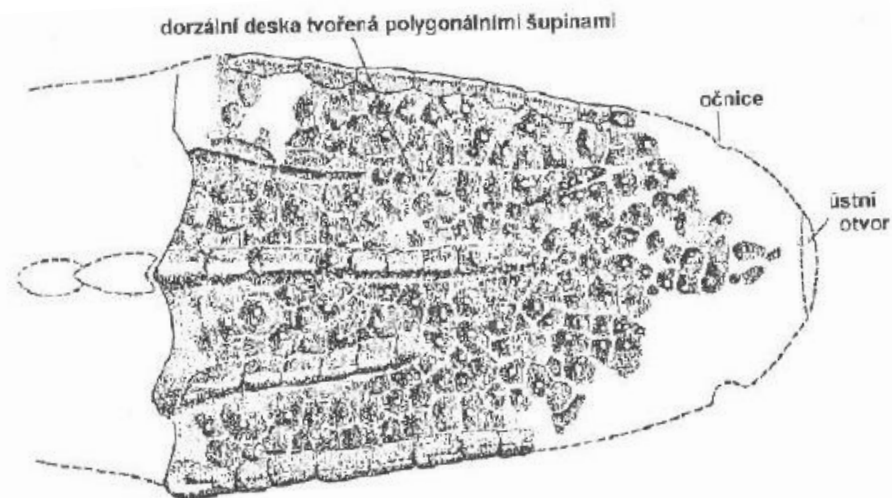 dorzální deska tvořená polygonálními šupinami
očnice
ústní
otvor